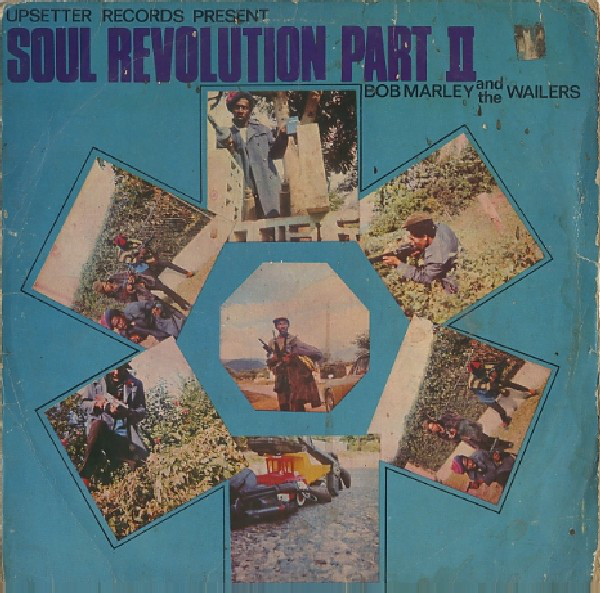 UPSETTER RECORDS PRESENT
SOUL REVOLUTION PART II
BOB MARLEY and the WAILERS